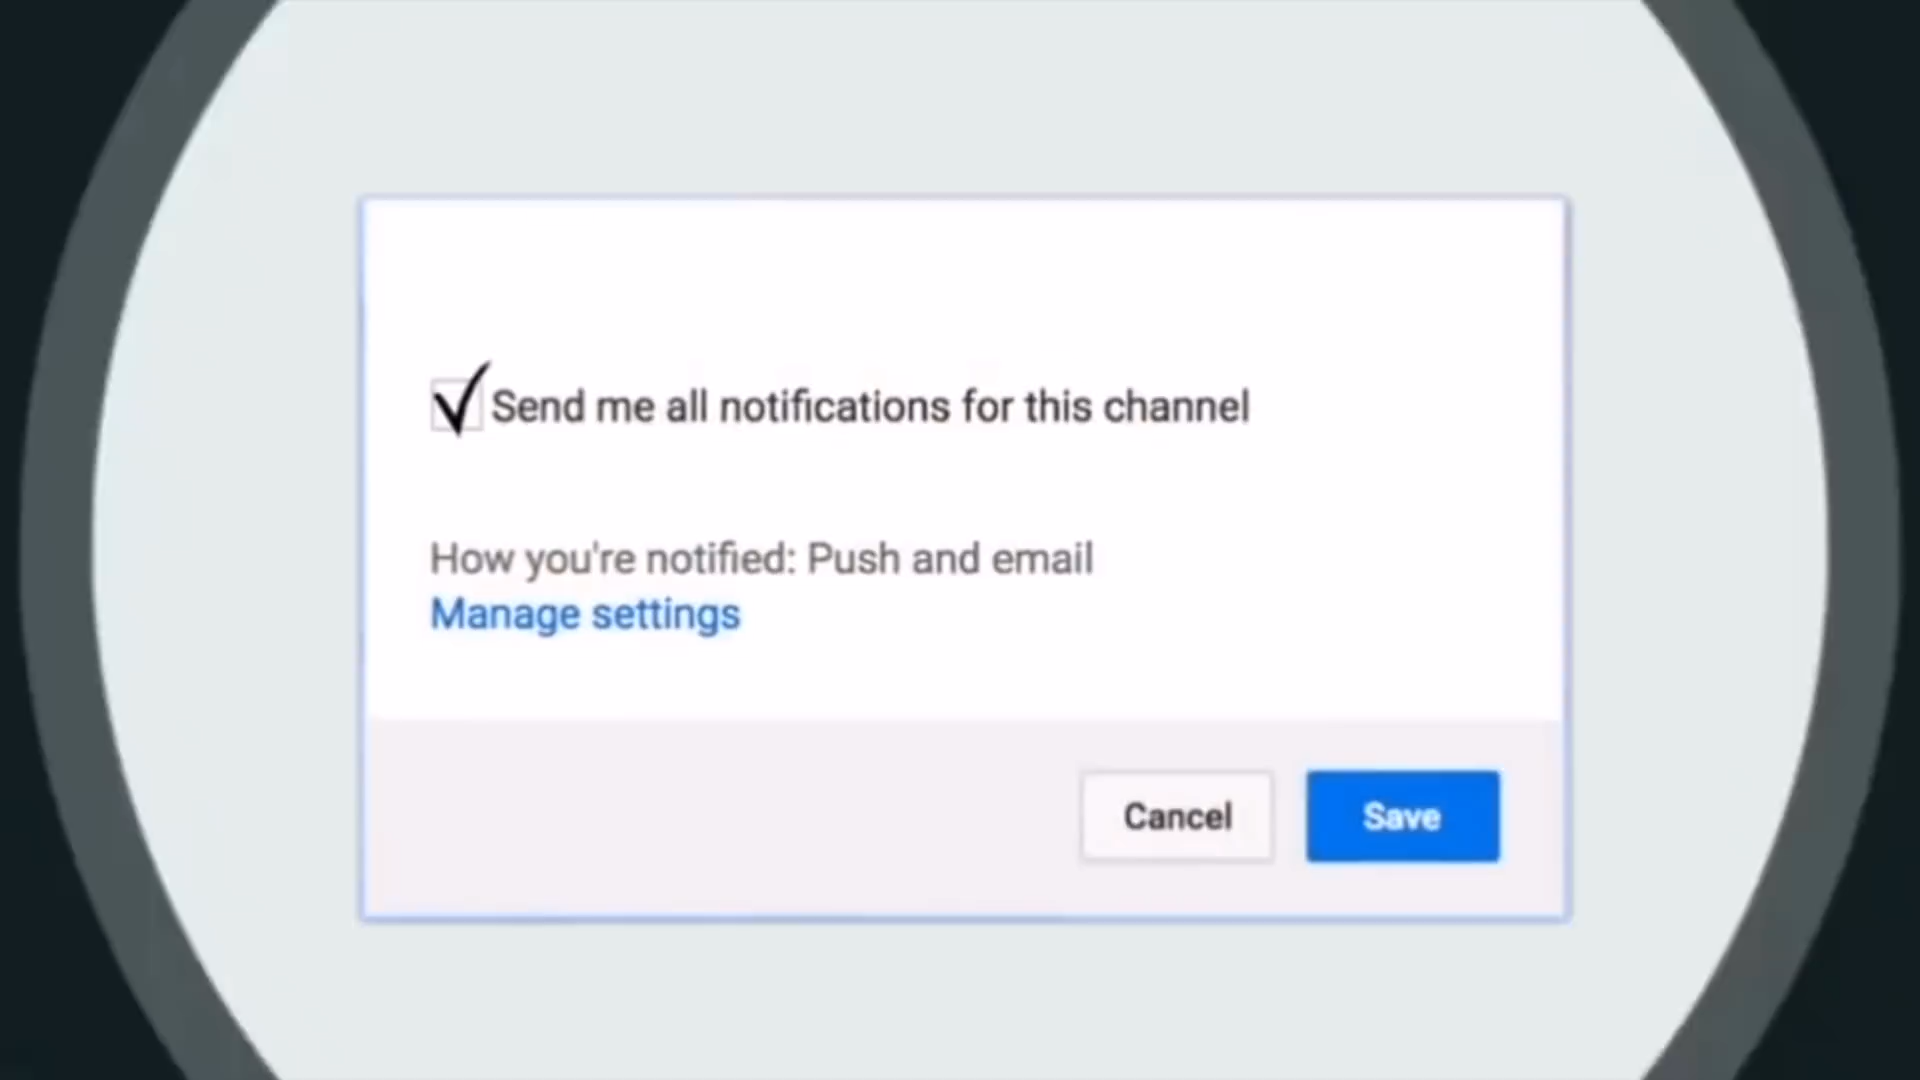 Send me all notifications for this channel
How you're notified: Push and email
Manage settings
Cancel
Save